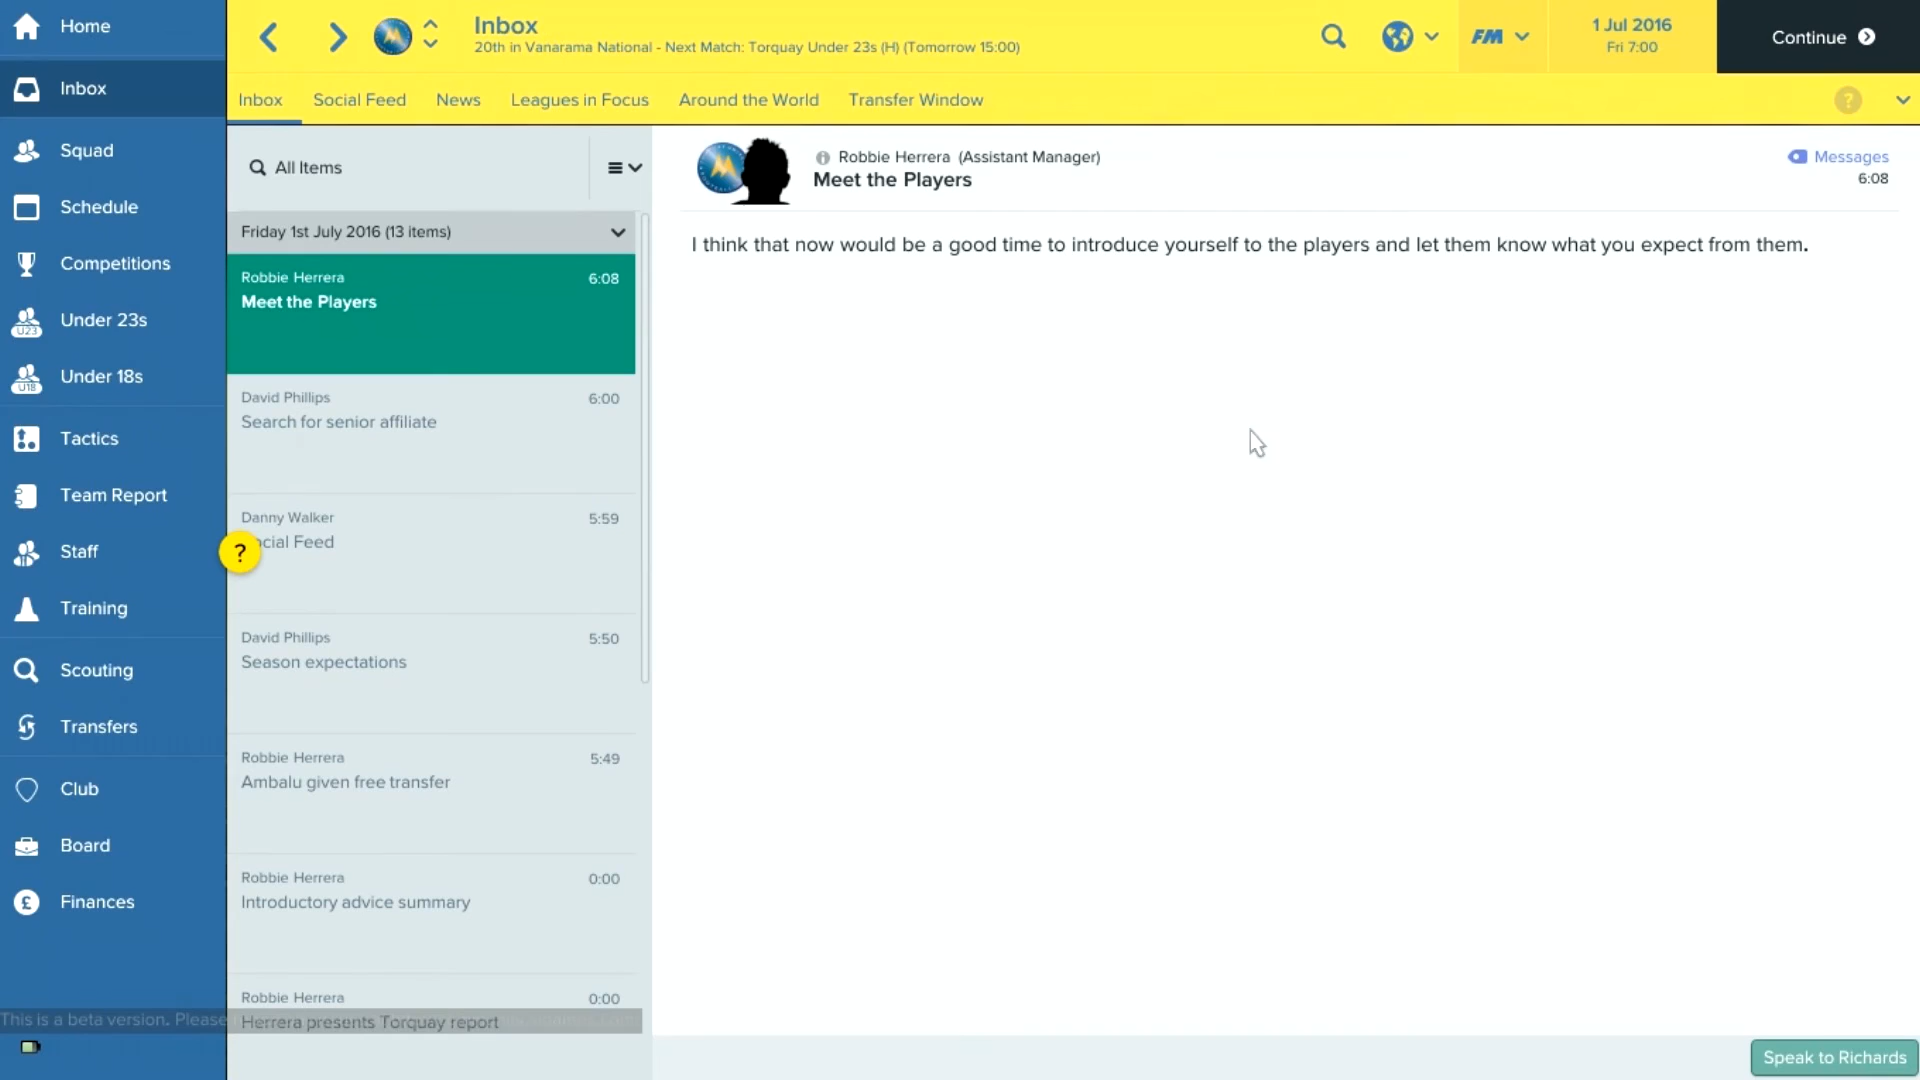 Home
Inbox
Squad
Schedule
Competitions
U23
Under 23s
U18
Under 18s
Tactics
Team Report
Staff
Training
Scouting
Transfers
Club
Board
Finances
This is a beta version. Please
Inbox
20th in Vanarama National - Next Match: Torquay Under 23s (H) (Tomorrow 15:00)
FM
1 Jul 2016
Fri 7:00
Continue
Inbox Social Feed News Leagues in Focus Around the World Transfer Window
?
All Items
Friday 1st July 2016 (13 items)
Robbie Herrera 6:08
Meet the Players
David Phillips 6:00
Search for senior affiliate
Danny Walker 5:59
?
cial Feed
David Phillips 5:50
Season expectations
Robbie Herrera 5:49
Ambalu given free transfer
Robbie Herrera 0:00
Introductory advice summary
Robbie Herrera 0:00
Herrera presents Torquay report
Robbie Herrera (Assistant Manager)
Meet the Players
Messages
6:08
I think that now would be a good time to introduce yourself to the players and let them know what you expect from them.
Speak to Richards